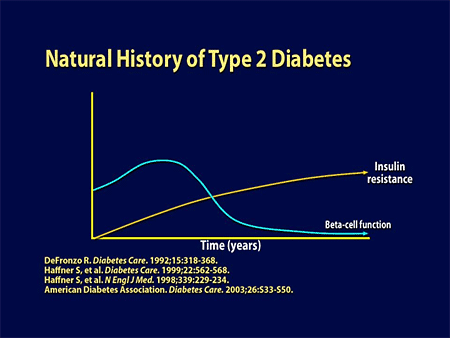 Natural History of Type 2 Diabetes
Insulin
resistance
Beta-cell function
Time (years)
DeFronzo R. Diabetes Care. 1992;15:318-368.
Haffner S, et al. Diabetes Care. 1999;22:562-568.
Haffner S, et al. N Engl J Med. 1998;339:229-234.
American Diabetes Association. Diabetes Care. 2003;26:S33-S50.